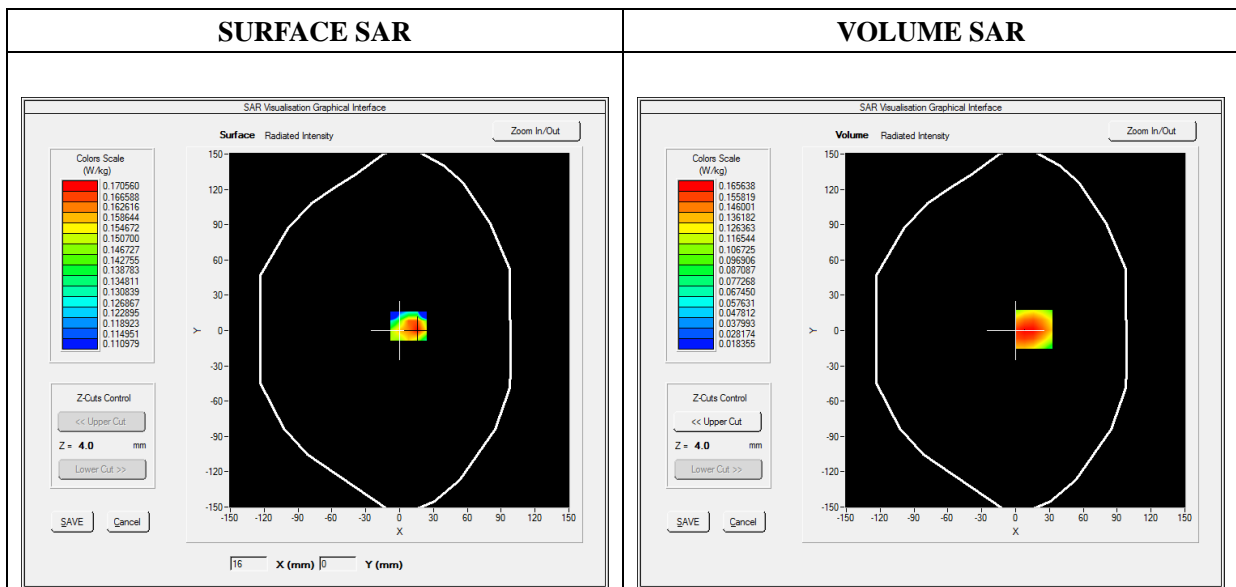 SURFACE SAR
VOLUME SAR
SAR Visualisation Graphical Interface
Surface Radiated Intensity
Zoom In/Out
Colors Scale
(W/kg)
0.170560
0.166588
0.162616
0.158644
0.154672
0.150700
0.146727
0.142755
0.138783
0.134811
0.130839
0.126867
0.122895
0.118923
0.114951
0.110979
Z-Cuts Control
<< Upper Cut
Z = 4.0 mm
Lower Cut >>
SAVE Cancel
150
120
90
60
30
0
-30
-60
-90
-120
-150
Y
-150 -120 -90 -60 -30 0 30 60 90 120 150
X
16 X (mm) 0 Y (mm)
SAR Visualisation Graphical Interface
Volume Radiated Intensity
Zoom In/Out
Colors Scale
(W/kg)
0.165638
0.155819
0.146001
0.136182
0.126363
0.116544
0.106725
0.096906
0.087087
0.077268
0.067450
0.057631
0.047812
0.037993
0.028174
0.018355
Z-Cuts Control
<< Upper Cut
Z = 4.0 mm
Lower Cut >>
SAVE Cancel
150
120
90
60
30
0
-30
-60
-90
-120
-150
Y
-150 -120 -90 -60 -30 0 30 60 90 120 150
X